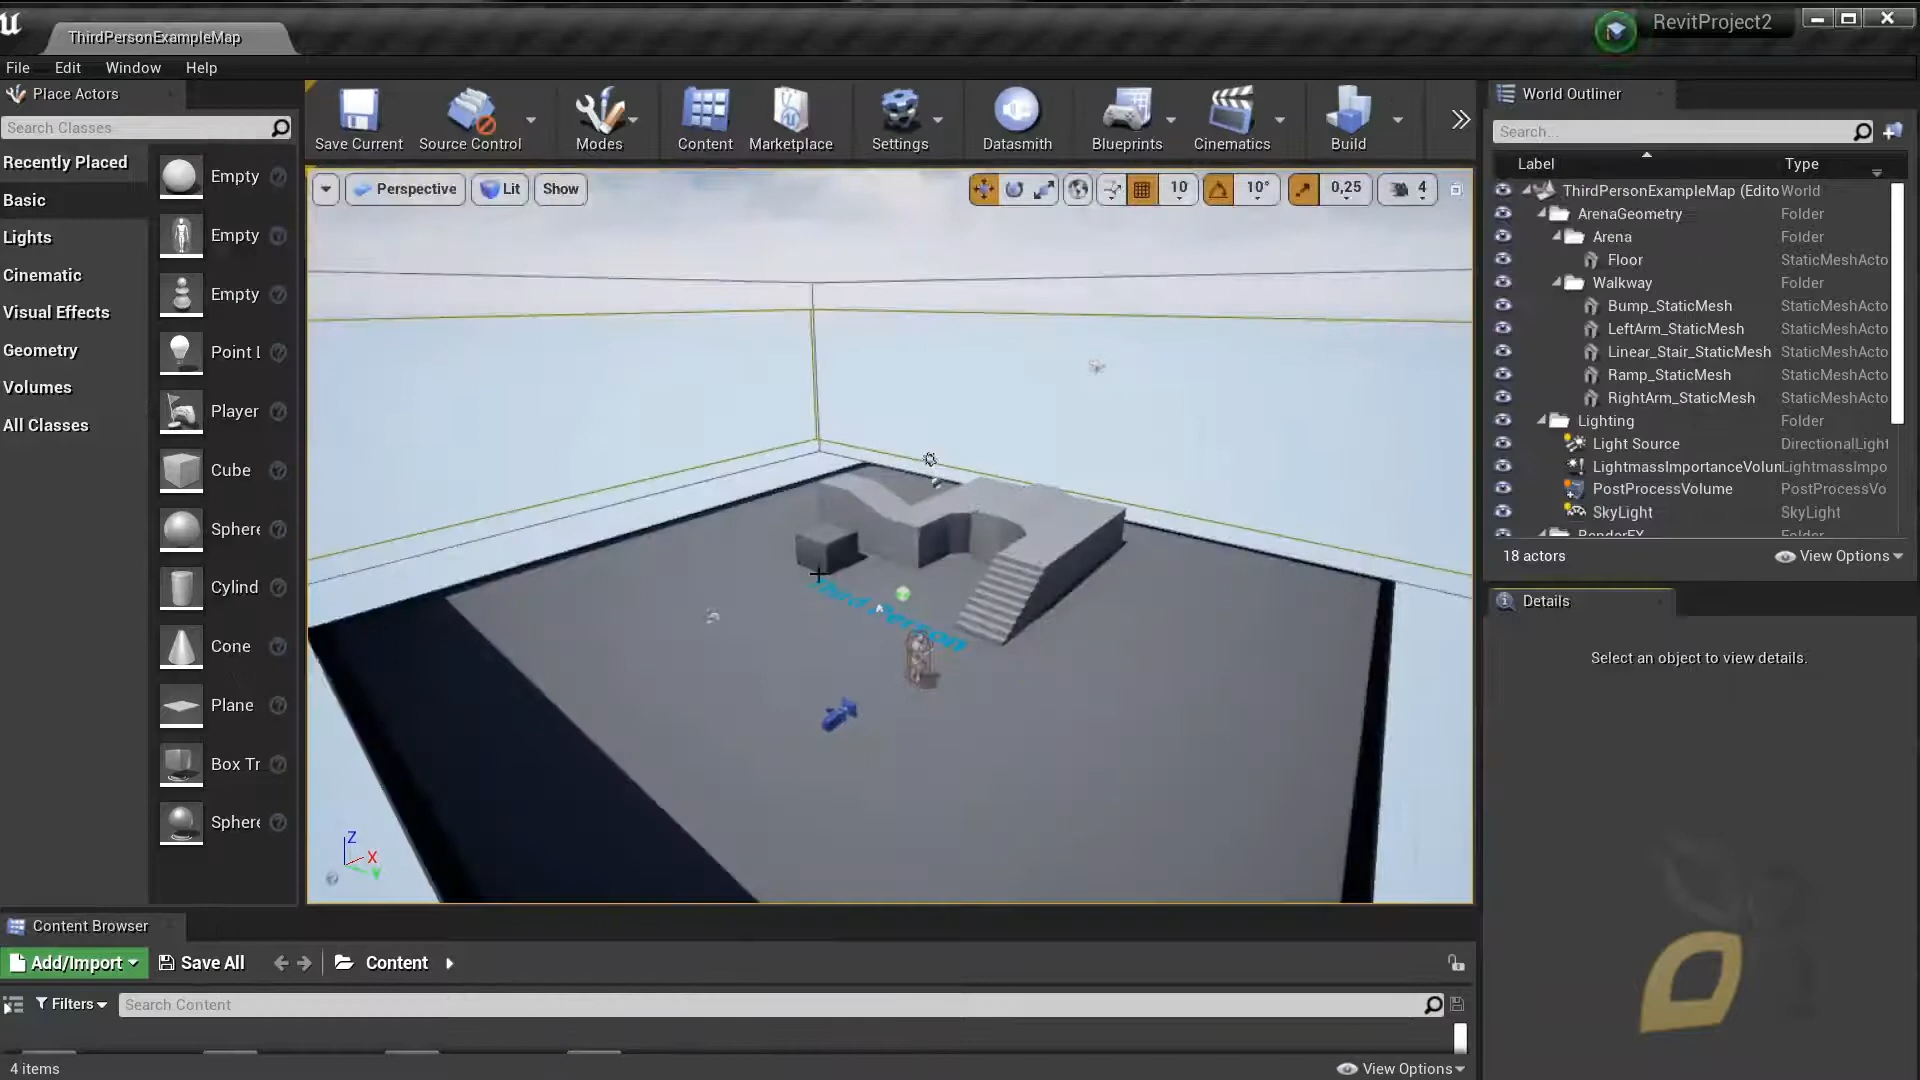 ThirdPersonExampleMap
RevitProject2
File Edit Window Help
Place Actors
Search Classes
Recently Placed
Basic
Lights
Cinematic
Visual Effects
Geometry
Volumes
All Classes
Empty
Empty
Empty
Point L
Player
Cube
Sphere
Cylind
Cone
Plane
Box Tr
Sphere
Save Current
Source Control
Modes
Content
Marketplace
Settings
Datasmith
Blueprints
Cinematics
Build
Perspective
Lit
Show
10
10°
0,25
4
Third Person
Z
X
Y
World Outliner
Search...
Label Type
ThirdPersonExampleMap (Edito World
ArenaGeometry Folder
Arena Folder
Floor StaticMeshActo
Walkway Folder
Bump_StaticMesh StaticMeshActo
LeftArm_StaticMesh StaticMeshActo
Linear_Stair_StaticMesh StaticMeshActo
Ramp_StaticMesh StaticMeshActo
RightArm_StaticMesh StaticMeshActo
Lighting Folder
Light Source DirectionalLight
LightmassImportanceVolun LightmassImpo
PostProcessVolume PostProcessVo
SkyLight SkyLight
RenderFX Folder
18 actors
View Options
Details
Select an object to view details.
Content Browser
Add/Import
Save All
Content
Filters
Search Content
4 items
View Options